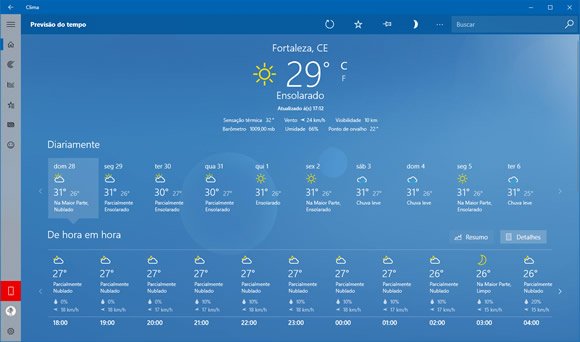 Clima
Previsão do tempo
Buscar
Fortaleza, CE
29° C
F
Ensolarado
Atualizado à(s) 17:12
Sensação térmica 32° Vento 24 km/h Visibilidade 10 km
Barômetro 1009,00 mb Umidade 66% Ponto de orvalho 22°
Diariamente
dom 28 seg 29 ter 30 qua 31 qui 1 sex 2 sáb 3 dom 4 seg 5 ter 6
31° 26° 31° 26° 30° 27° 30° 27° 31° 26° 31° 26° 31° 27° 31° 26° 31° 26° 31° 25°
Na Maior Parte, Parcialmente Parcialmente Parcialmente Ensolarado Na Maior Parte, Chuva leve Chuva leve Na Maior Parte, Chuva leve
Nublado Ensolarado Ensolarado Ensolarado Ensolarado Ensolarado
De hora em hora
Resumo Detalhes
27° 27° 27° 27° 27° 27° 27° 27° 26° 26° 26°
Parcialmente Parcialmente Parcialmente Parcialmente Parcialmente Parcialmente Parcialmente Parcialmente Parcialmente Na Maior Parte, Parcialmente
Nublado Nublado Nublado Nublado Nublado Nublado Nublado Nublado Nublado Limpo Nublado
0% 0% 0% 0% 0% 10% 10% 10% 10% 10% 20%
18 km/h 18 km/h 18 km/h 18 km/h 18 km/h 18 km/h 18 km/h 18 km/h 18 km/h 18 km/h 15 km/h
18:00 19:00 20:00 21:00 22:00 23:00 00:00 01:00 02:00 03:00 04:00